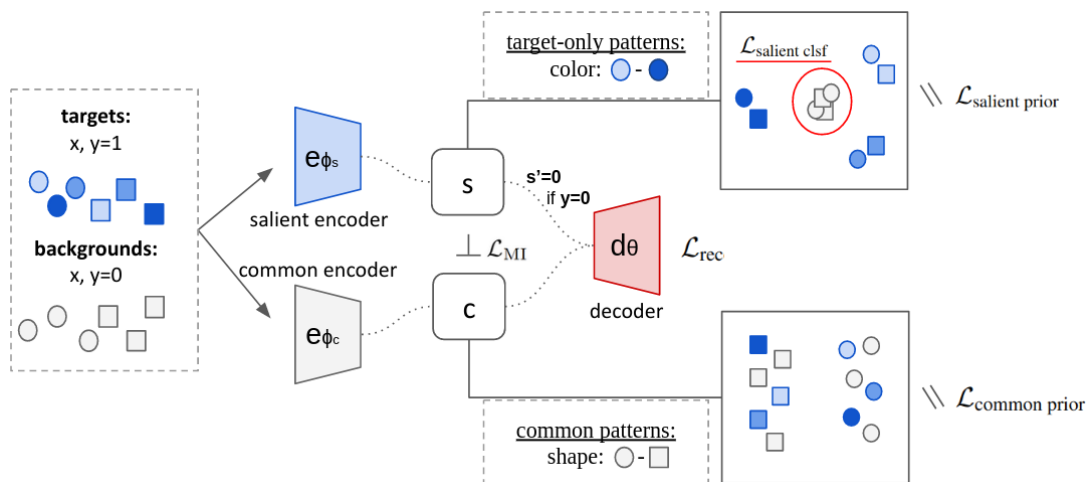 targets:
x, y=1
backgrounds:
x, y=0
eϕₛ
salient encoder
common encoder
eϕ꜀
target-only patterns:
color: -
s
s'=0
if y=0
⊥ ℒMI
c
dθ
decoder
ℒrec
common patterns:
shape: -
ℒsalient clsf
\\ ℒsalient prior
\\ ℒcommon prior